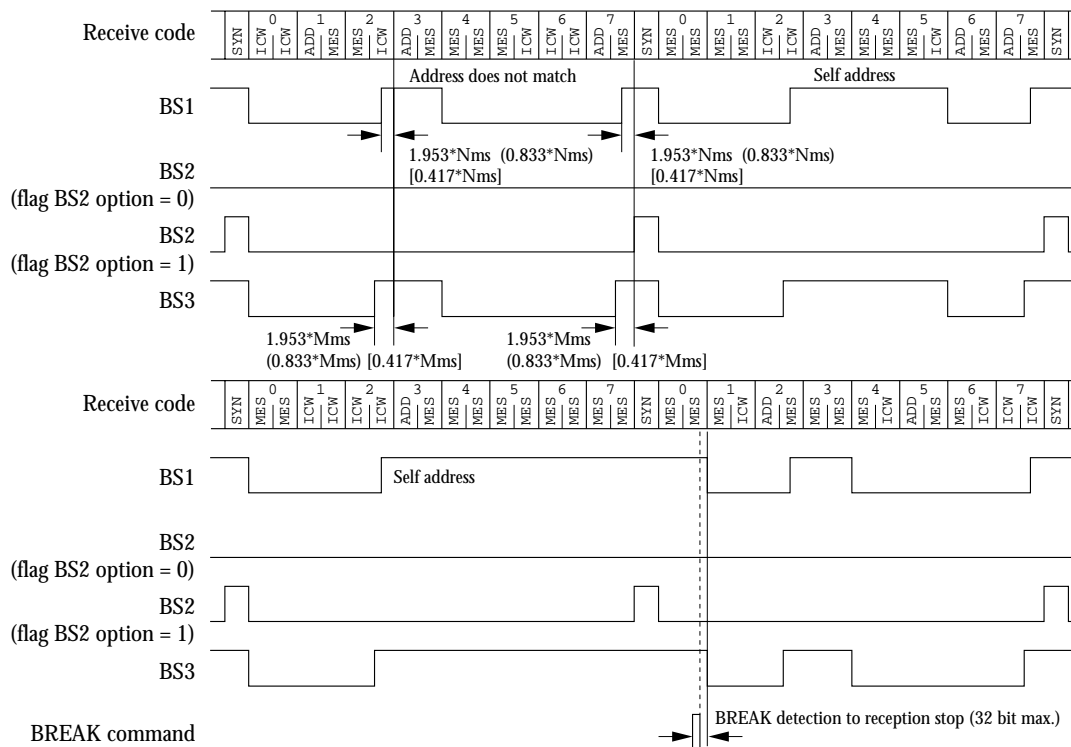 0 1 2 3 4 5 6 7 0 1 2 3 4 5 6 7
Receive code SYN ICW ICW ADD MES MES ICW ADD MES MES MES MES MES ICW ICW ADD MES SYN MES MES MES MES ICW ICW ADD MES MES MES MES ICW ICW ADD ADD MES SYN
Address does not match Self address
BS1
1.953*Nms (0.833*Nms) 1.953*Nms (0.833*Nms)
[0.417*Nms] [0.417*Nms]
BS2
(flag BS2 option = 0)
BS2
(flag BS2 option = 1)
BS3
1.953*Mms 1.953*Mms
(0.833*Mms) [0.417*Mms] (0.833*Mms) [0.417*Mms]
0 1 2 3 4 5 6 7 0 1 2 3 4 5 6 7
Receive code SYN MES MES ICW ICW ICW ICW ADD MES MES MES MES MES MES MES MES MES SYN MES MES MES ICW ADD MES MES MES MES ICW ADD MES MES ICW ICW ICW SYN
BS1 Self address
BS2
(flag BS2 option = 0)
BS2
(flag BS2 option = 1)
BS3
BREAK command BREAK detection to reception stop (32 bit max.)